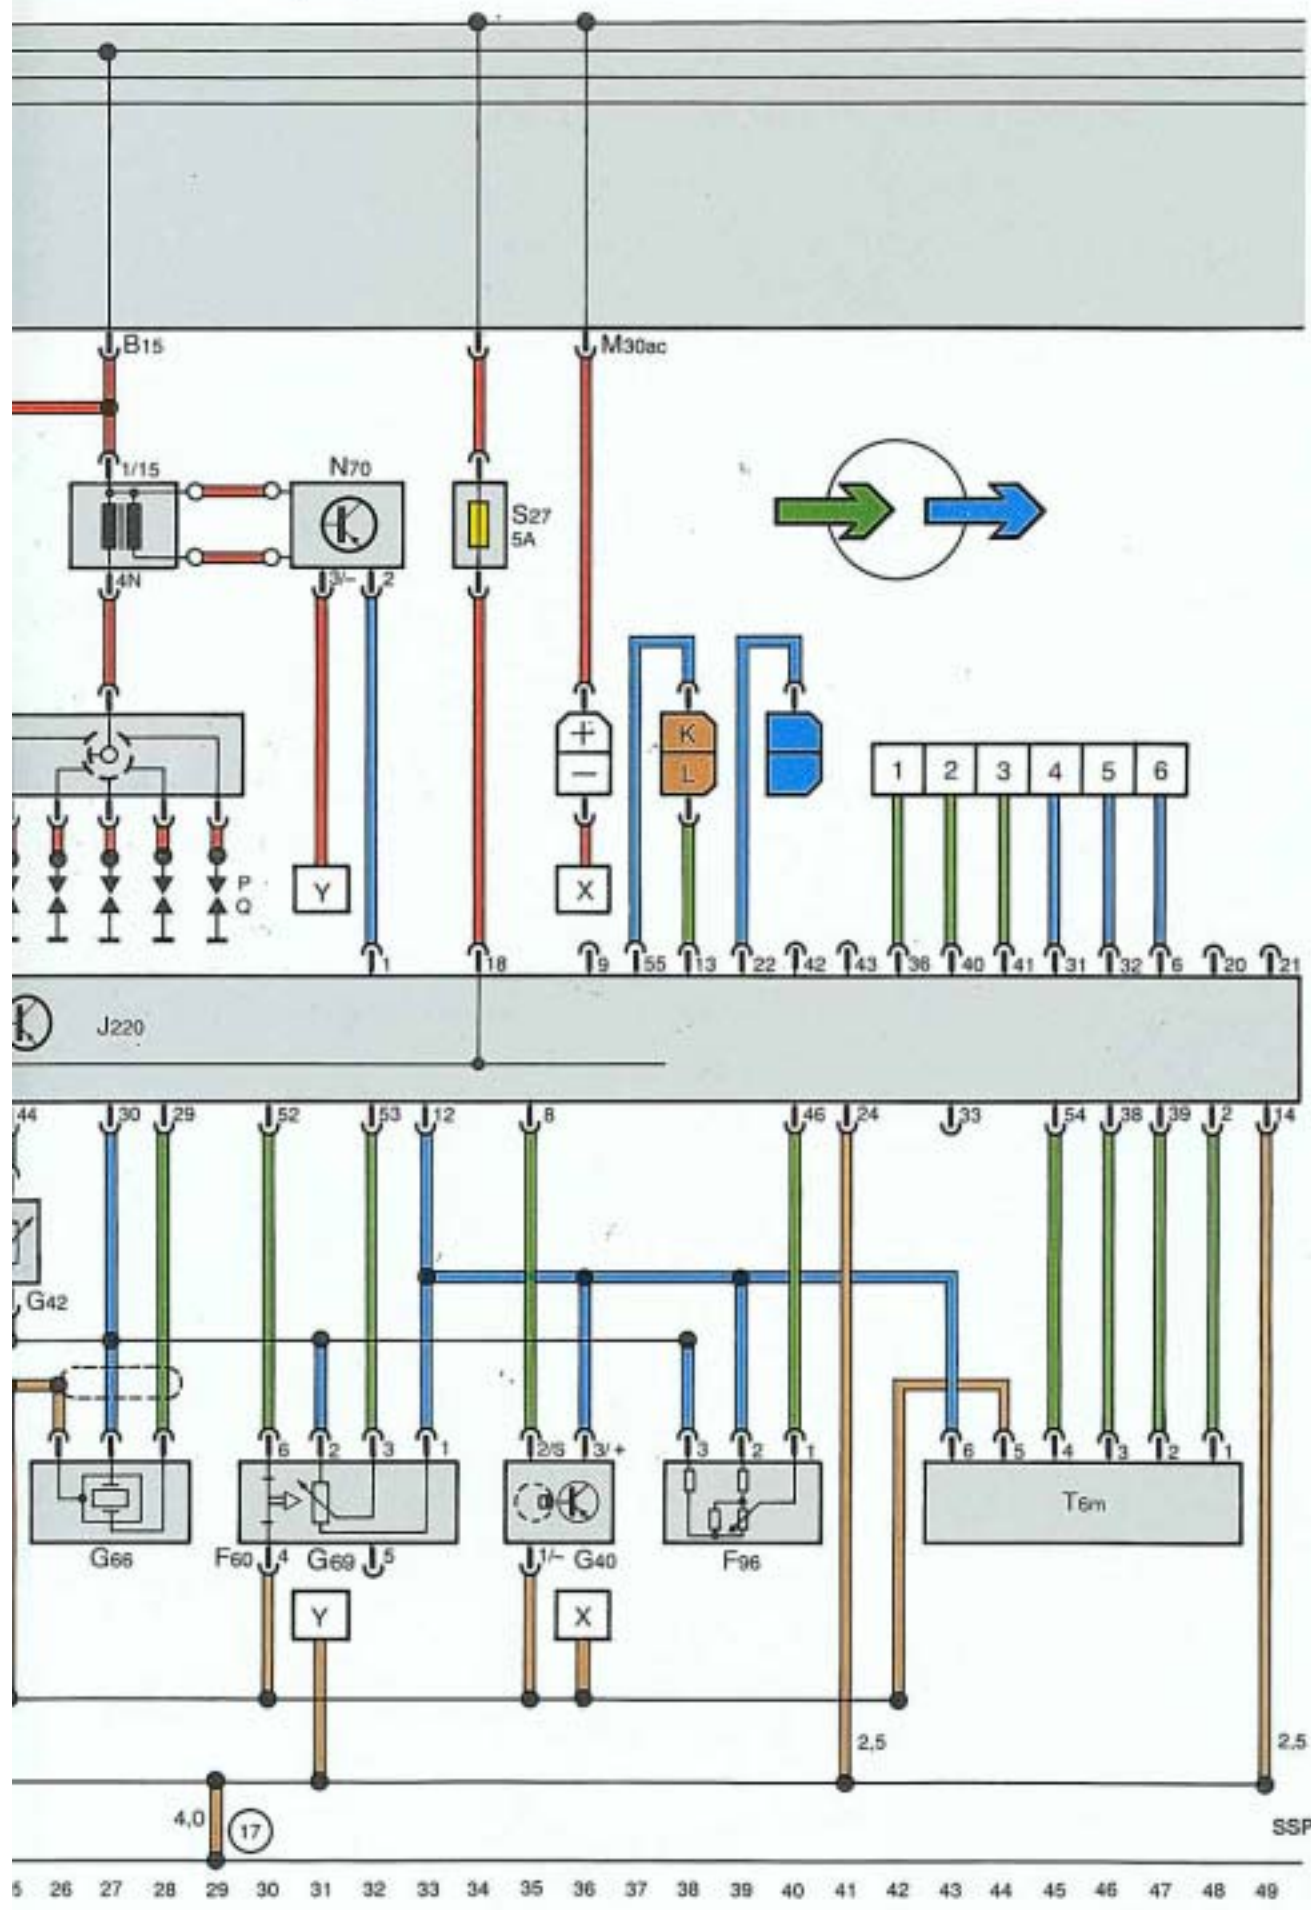 B15 M30ac
1/15 N70
S27
5A
4N 3/– 2
+ K
– L
1 2 3 4 5 6
P
Q
Y X
1 18 9 55 13 22 42 43 36 40 41 31 32 6 20 21
J220
44 30 29 52 53 12 8 46 24 33 54 38 39 2 14
G42
6 2 3 1 2/S 3/+ 3 2 1 6 5 4 3 2 1
T6m
G66 F60 4 G69 5 1/– G40 F96
Y X
2,5 2.5
4,0 17
SSP
26 27 28 29 30 31 32 33 34 35 36 37 38 39 40 41 42 43 44 45 46 47 48 49